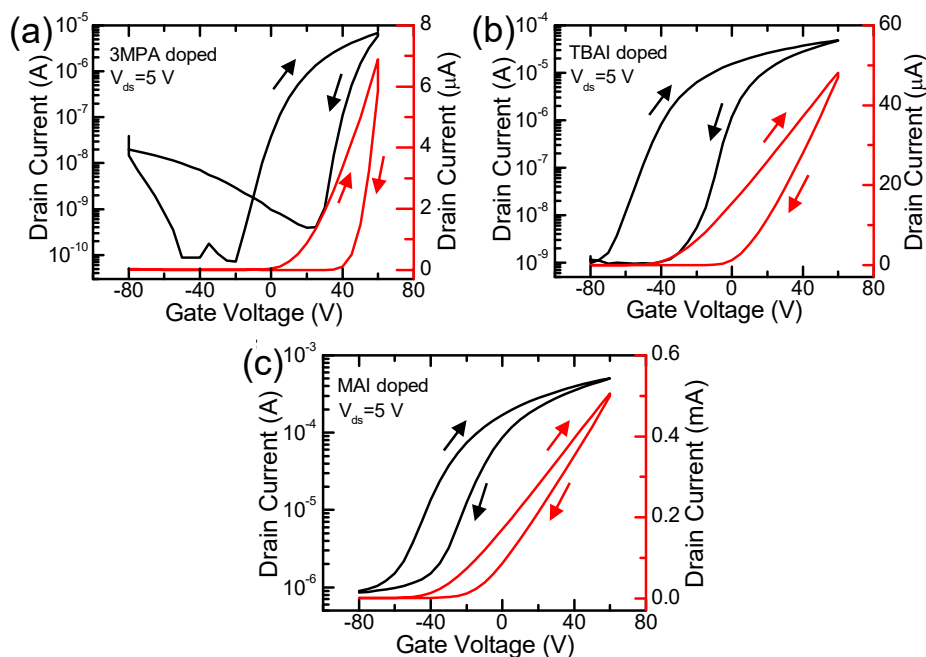 (a)
3MPA doped
V_ds=5 V
Drain Current (A)
10^-5
10^-6
10^-7
10^-8
10^-9
10^-10
-80 -40 0 40 80
Gate Voltage (V)
8
6
4
2
0
Drain Current (µA)
(b)
TBAI doped
V_ds=5 V
Drain Current (A)
10^-4
10^-5
10^-6
10^-7
10^-8
10^-9
-80 -40 0 40 80
Gate Voltage (V)
60
40
20
0
Drain Current (µA)
(c)
MAI doped
V_ds=5 V
Drain Current (A)
10^-3
10^-4
10^-5
10^-6
-80 -40 0 40 80
Gate Voltage (V)
0.6
0.4
0.2
0.0
Drain Current (mA)